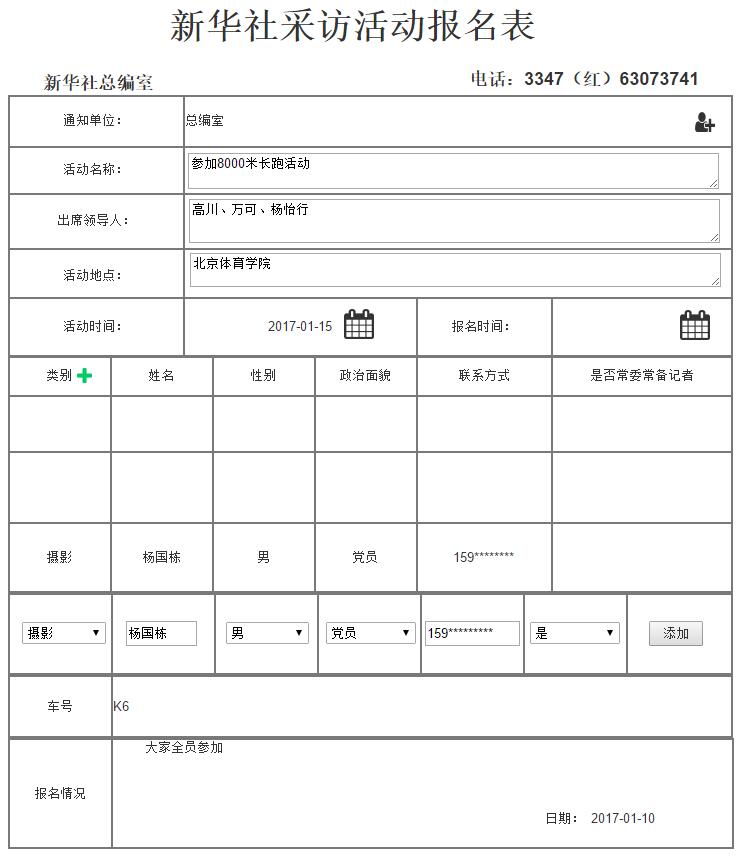 新华社采访活动报名表
新华社总编室 电话：3347（红）63073741
通知单位： 总编室
活动名称： 参加8000米长跑活动
出席领导人： 高川、万可、杨怡行
活动地点： 北京体育学院
活动时间： 2017-01-15 报名时间：
类别 姓名 性别 政治面貌 联系方式 是否常委常备记者
摄影 杨国栋 男 党员 159********
摄影 杨国栋 男 党员 159********* 是 添加
车号 K6
大家全员参加
报名情况
日期： 2017-01-10